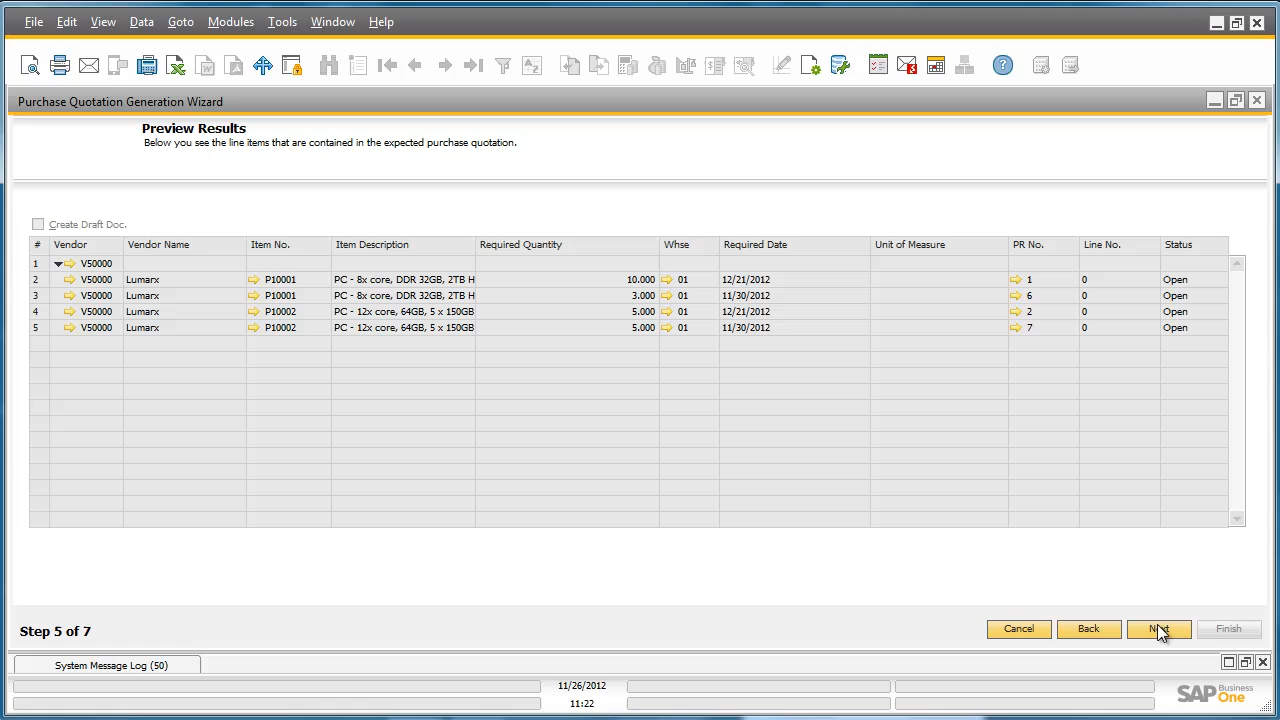 File Edit View Data Goto Modules Tools Window Help
Purchase Quotation Generation Wizard
Preview Results
Below you see the line items that are contained in the expected purchase quotation.
Create Draft Doc.
# Vendor Vendor Name Item No. Item Description Required Quantity Whse Required Date Unit of Measure PR No. Line No. Status
1 V50000
2 V50000 Lumarx P10001 PC - 8x core, DDR 32GB, 2TB H 10.000 01 12/21/2012 1 0 Open
3 V50000 Lumarx P10001 PC - 8x core, DDR 32GB, 2TB H 3.000 01 11/30/2012 6 0 Open
4 V50000 Lumarx P10002 PC - 12x core, 64GB, 5 x 150GB 5.000 01 12/21/2012 2 0 Open
5 V50000 Lumarx P10002 PC - 12x core, 64GB, 5 x 150GB 5.000 01 11/30/2012 7 0 Open
Step 5 of 7
Cancel Back Next Finish
System Message Log (50)
11/26/2012
11:22
SAP Business One